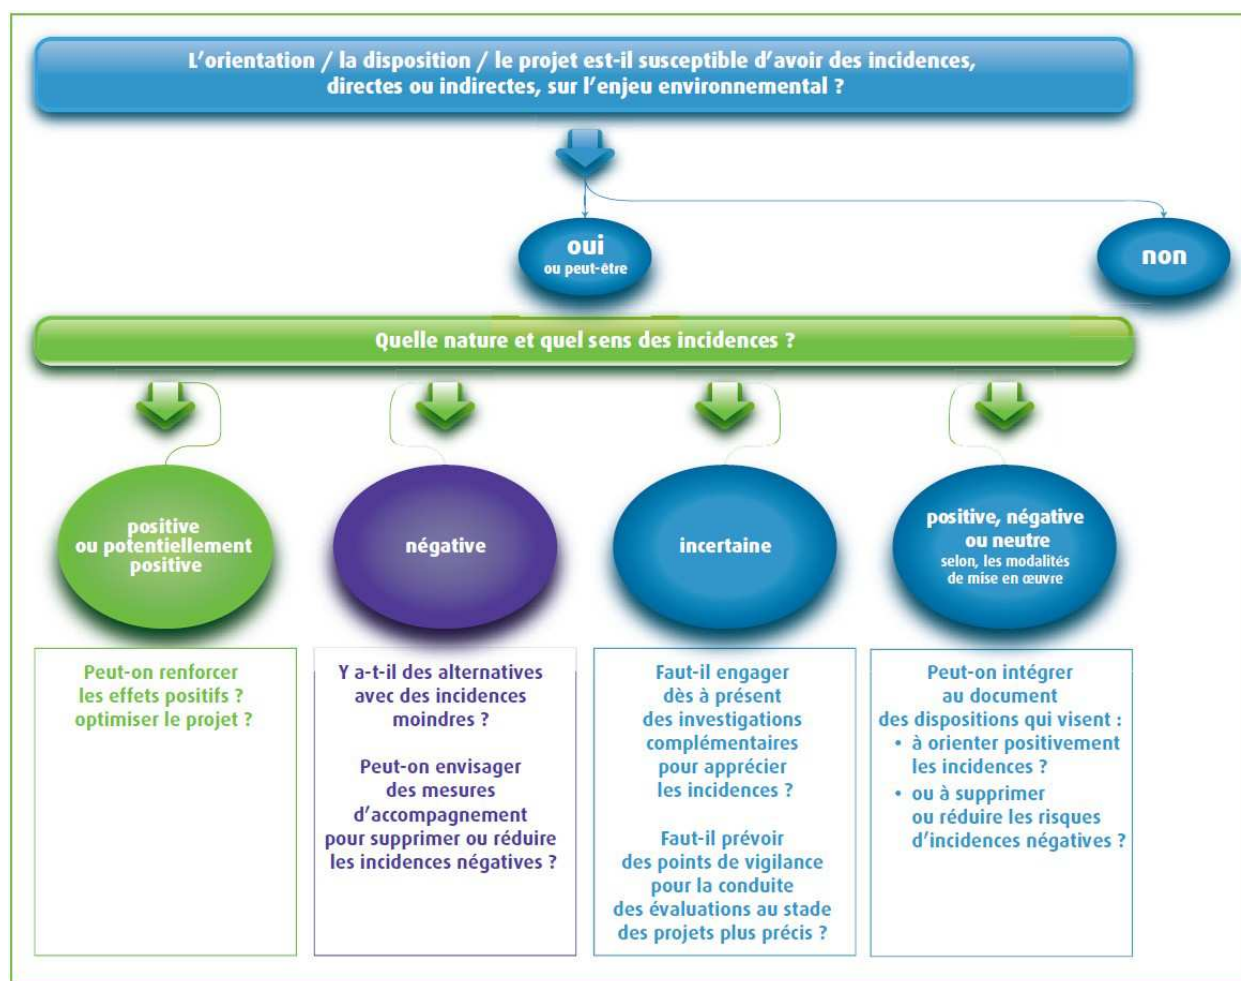 L'orientation / la disposition / le projet est-il susceptible d'avoir des incidences,
directes ou indirectes, sur l'enjeu environnemental ?
oui
ou peut-être
non
Quelle nature et quel sens des incidences ?
positive
ou potentiellement
positive
négative
incertaine
positive, négative
ou neutre
selon, les modalités
de mise en œuvre
Peut-on renforcer
les effets positifs ?
optimiser le projet ?
Y a-t-il des alternatives
avec des incidences
moindres ?
Peut-on envisager
des mesures
d'accompagnement
pour supprimer ou réduire
les incidences négatives ?
Faut-il engager
dès à présent
des investigations
complémentaires
pour apprécier
les incidences ?
Faut-il prévoir
des points de vigilance
pour la conduite
des évaluations au stade
des projets plus précis ?
Peut-on intégrer
au document
des dispositions qui visent :
• à orienter positivement
les incidences ?
• ou à supprimer
ou réduire les risques
d'incidences négatives ?